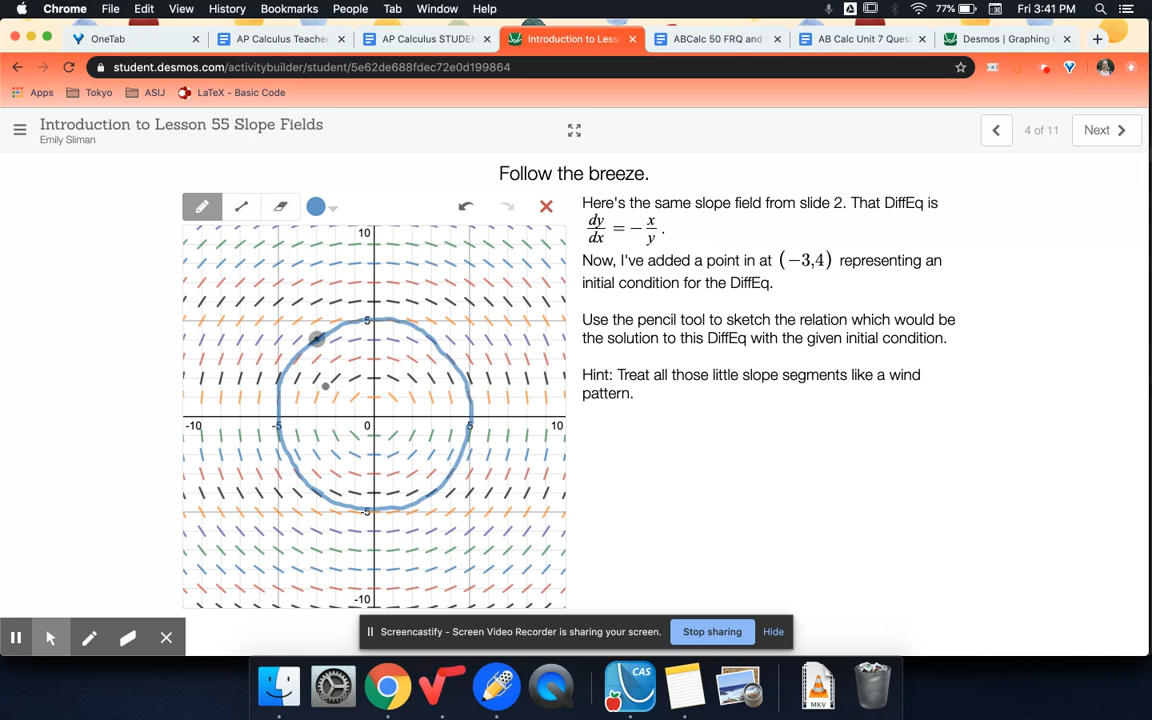 Chrome File Edit View History Bookmarks People Tab Window Help 77% Fri 3:41 PM
OneTab × AP Calculus Teacher × AP Calculus STUDEN × Introduction to Lesso × ABCalc 50 FRQ and × AB Calc Unit 7 Quest × Desmos | Graphing C × +
student.desmos.com/activitybuilder/student/5e62de688fdec72e0d199864
Apps Tokyo ASIJ LaTeX - Basic Code
Introduction to Lesson 55 Slope Fields
Emily Sliman
4 of 11 Next
Follow the breeze.
Here's the same slope field from slide 2. That DiffEq is
dy/dx = − x/y .
Now, I've added a point in at (−3,4) representing an
initial condition for the DiffEq.
Use the pencil tool to sketch the relation which would be
the solution to this DiffEq with the given initial condition.
Hint: Treat all those little slope segments like a wind
pattern.
10
5
-10 -5 0 5 10
-5
-10
Screencastify - Screen Video Recorder is sharing your screen. Stop sharing Hide
CAS
MKV